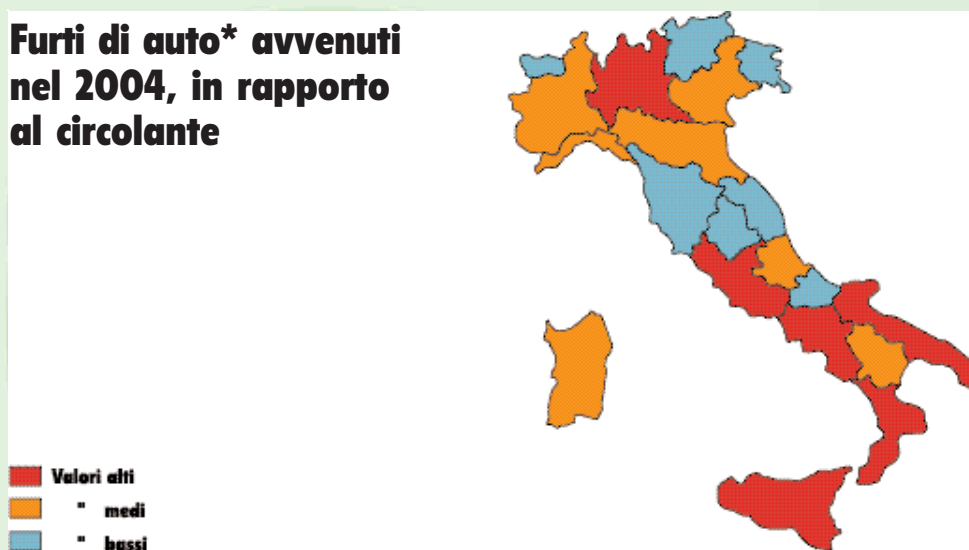 Furti di auto* avvenuti
nel 2004, in rapporto
al circolante
Valori alti
" medi
" bassi